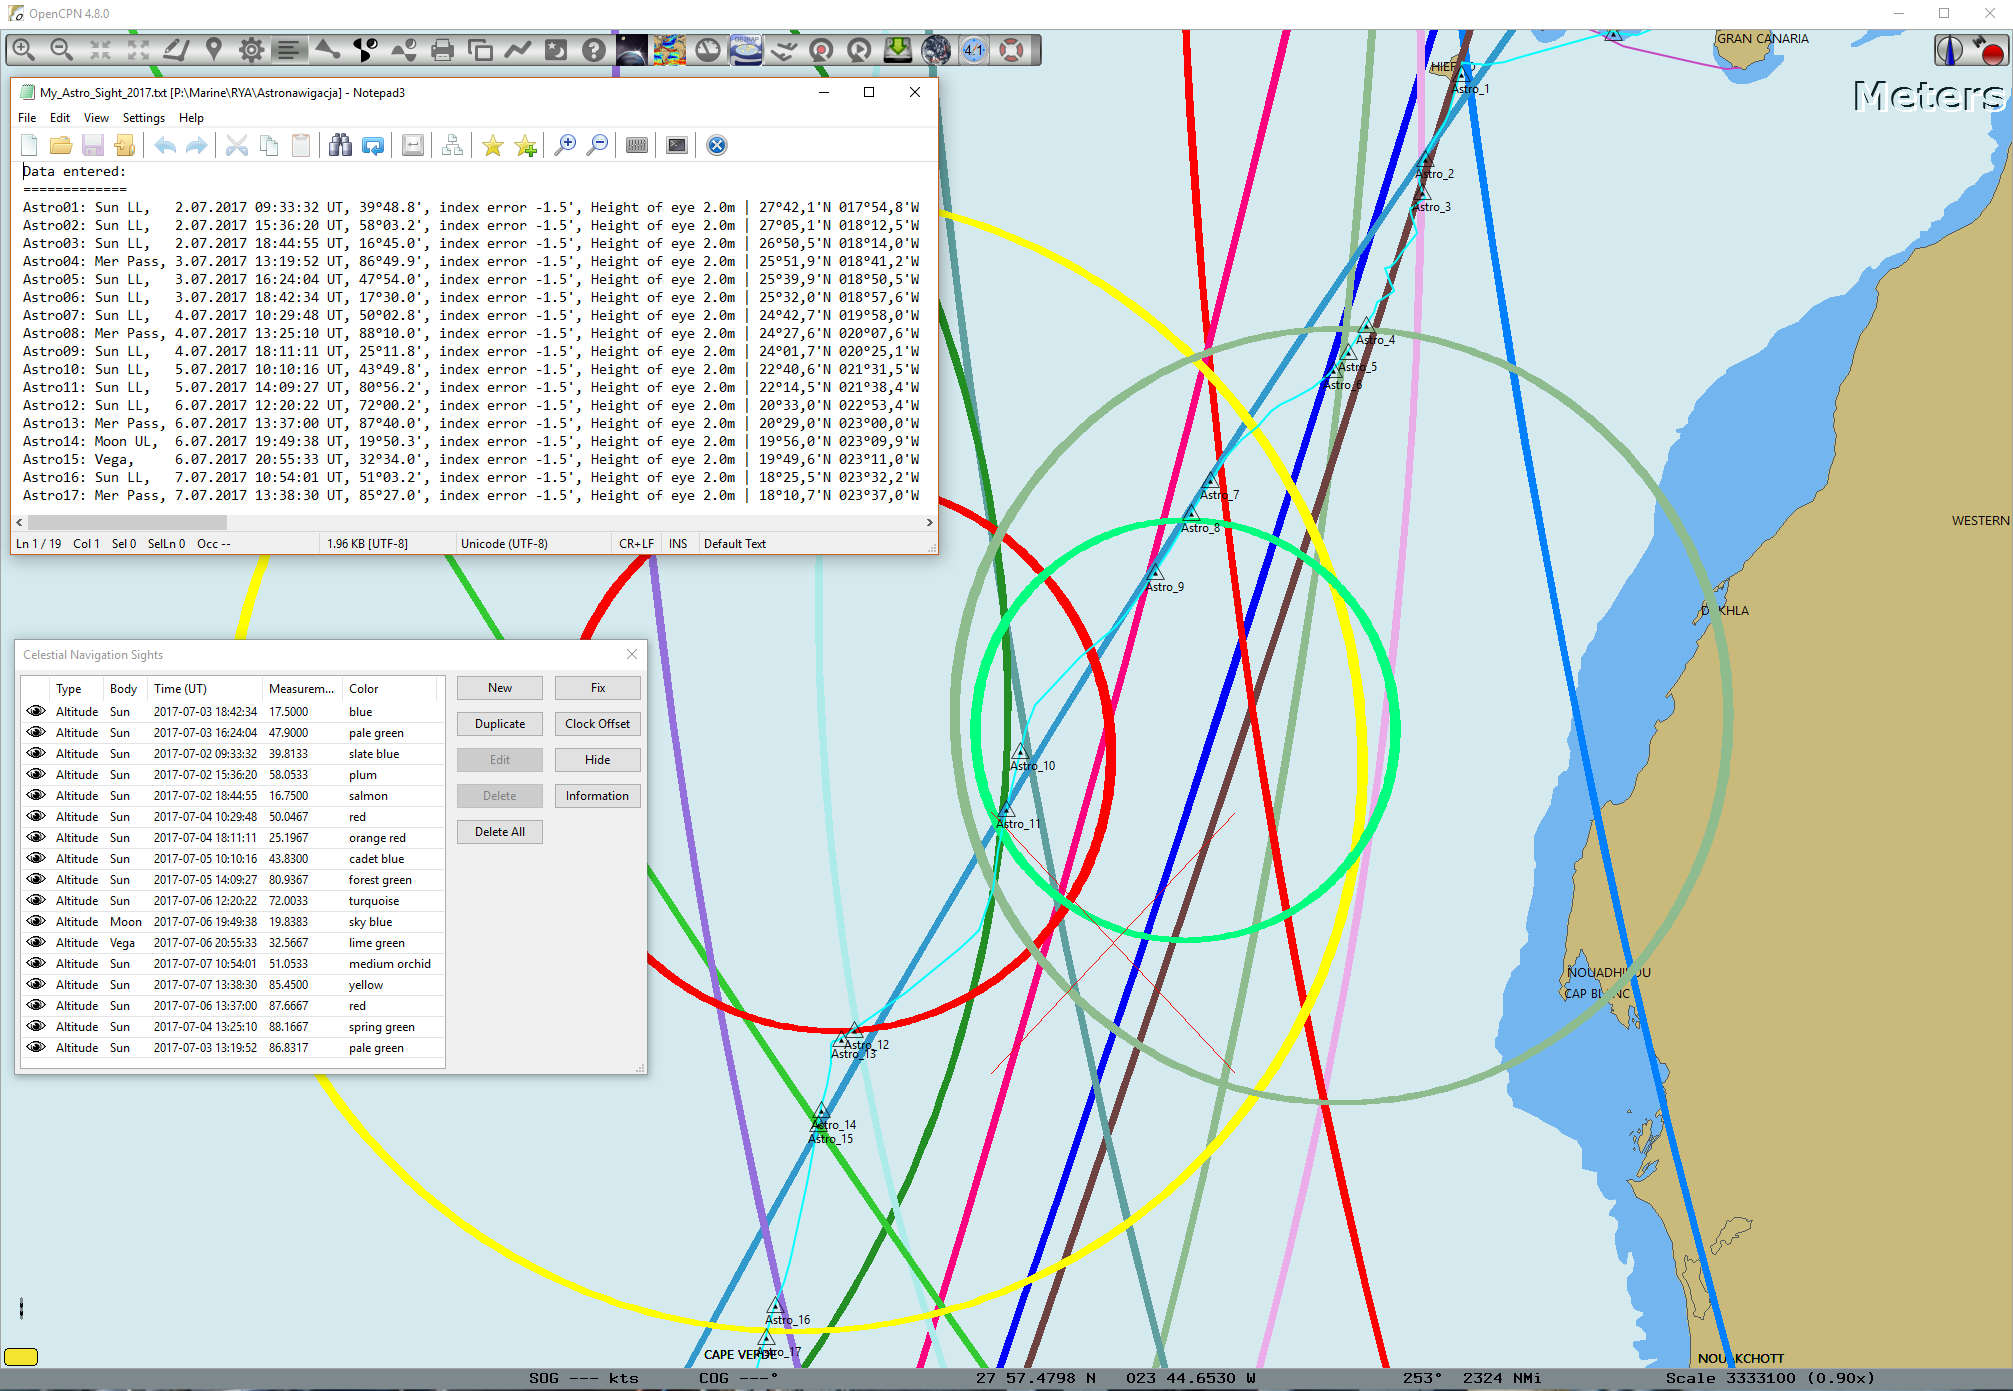 OpenCPN 4.8.0
My_Astro_Sight_2017.txt [P:\Marine\RYA\Astronawigacja] - Notepad3
File Edit View Settings Help
Data entered:
=============
Astro01: Sun LL, 2.07.2017 09:33:32 UT, 39°48.8', index error -1.5', Height of eye 2.0m | 27°42,1'N 017°54,8'W
Astro02: Sun LL, 2.07.2017 15:36:20 UT, 58°03.2', index error -1.5', Height of eye 2.0m | 27°05,1'N 018°12,5'W
Astro03: Sun LL, 2.07.2017 18:44:55 UT, 16°45.0', index error -1.5', Height of eye 2.0m | 26°50,5'N 018°14,0'W
Astro04: Mer Pass, 3.07.2017 13:19:52 UT, 86°49.9', index error -1.5', Height of eye 2.0m | 25°51,9'N 018°41,2'W
Astro05: Sun LL, 3.07.2017 16:24:04 UT, 47°54.0', index error -1.5', Height of eye 2.0m | 25°39,9'N 018°50,5'W
Astro06: Sun LL, 3.07.2017 18:42:34 UT, 17°30.0', index error -1.5', Height of eye 2.0m | 25°32,0'N 018°57,6'W
Astro07: Sun LL, 4.07.2017 10:29:48 UT, 50°02.8', index error -1.5', Height of eye 2.0m | 24°42,7'N 019°58,0'W
Astro08: Mer Pass, 4.07.2017 13:25:10 UT, 88°10.0', index error -1.5', Height of eye 2.0m | 24°27,6'N 020°07,6'W
Astro09: Sun LL, 4.07.2017 18:11:11 UT, 25°11.8', index error -1.5', Height of eye 2.0m | 24°01,7'N 020°25,1'W
Astro10: Sun LL, 5.07.2017 10:10:16 UT, 43°49.8', index error -1.5', Height of eye 2.0m | 22°40,6'N 021°31,5'W
Astro11: Sun LL, 5.07.2017 14:09:27 UT, 80°56.2', index error -1.5', Height of eye 2.0m | 22°14,5'N 021°38,4'W
Astro12: Sun LL, 6.07.2017 12:20:22 UT, 72°00.2', index error -1.5', Height of eye 2.0m | 20°33,0'N 022°53,4'W
Astro13: Mer Pass, 6.07.2017 13:37:00 UT, 87°40.0', index error -1.5', Height of eye 2.0m | 20°29,0'N 023°00,0'W
Astro14: Moon UL, 6.07.2017 19:49:38 UT, 19°50.3', index error -1.5', Height of eye 2.0m | 19°56,0'N 023°09,9'W
Astro15: Vega, 6.07.2017 20:55:33 UT, 32°34.0', index error -1.5', Height of eye 2.0m | 19°49,6'N 023°11,0'W
Astro16: Sun LL, 7.07.2017 10:54:01 UT, 51°03.2', index error -1.5', Height of eye 2.0m | 18°25,5'N 023°32,2'W
Astro17: Mer Pass, 7.07.2017 13:38:30 UT, 85°27.0', index error -1.5', Height of eye 2.0m | 18°10,7'N 023°37,0'W
Ln 1 / 19 Col 1 Sel 0 SelLn 0 Occ -- 1.96 KB [UTF-8] Unicode (UTF-8) CR+LF INS Default Text
Celestial Navigation Sights
Type Body Time (UT) Measurem... Color
Altitude Sun 2017-07-03 18:42:34 17.5000 blue
Altitude Sun 2017-07-03 16:24:04 47.9000 pale green
Altitude Sun 2017-07-02 09:33:32 39.8133 slate blue
Altitude Sun 2017-07-02 15:36:20 58.0533 plum
Altitude Sun 2017-07-02 18:44:55 16.7500 salmon
Altitude Sun 2017-07-04 10:29:48 50.0467 red
Altitude Sun 2017-07-04 18:11:11 25.1967 orange red
Altitude Sun 2017-07-05 10:10:16 43.8300 cadet blue
Altitude Sun 2017-07-05 14:09:27 80.9367 forest green
Altitude Sun 2017-07-06 12:20:22 72.0033 turquoise
Altitude Moon 2017-07-06 19:49:38 19.8383 sky blue
Altitude Vega 2017-07-06 20:55:33 32.5667 lime green
Altitude Sun 2017-07-07 10:54:01 51.0533 medium orchid
Altitude Sun 2017-07-07 13:38:30 85.4500 yellow
Altitude Sun 2017-07-06 13:37:00 87.6667 red
Altitude Sun 2017-07-04 13:25:10 88.1667 spring green
Altitude Sun 2017-07-03 13:19:52 86.8317 pale green
New Fix
Duplicate Clock Offset
Edit Hide
Delete Information
Delete All
GRAN CANARIA
Meters
Astro_1
Astro_2
Astro_3
Astro_4
Astro_5
Astro_6
Astro_7
Astro_8
Astro_9
Astro_10
Astro_11
Astro_12
Astro_13
Astro_14
Astro_15
Astro_16
Astro_17
WESTERN
CAPE VERDE
SOG --- kts COG ---° 27 57.4798 N 023 44.6530 W 253° 2324 NMi Scale 3333100 (0.90x)